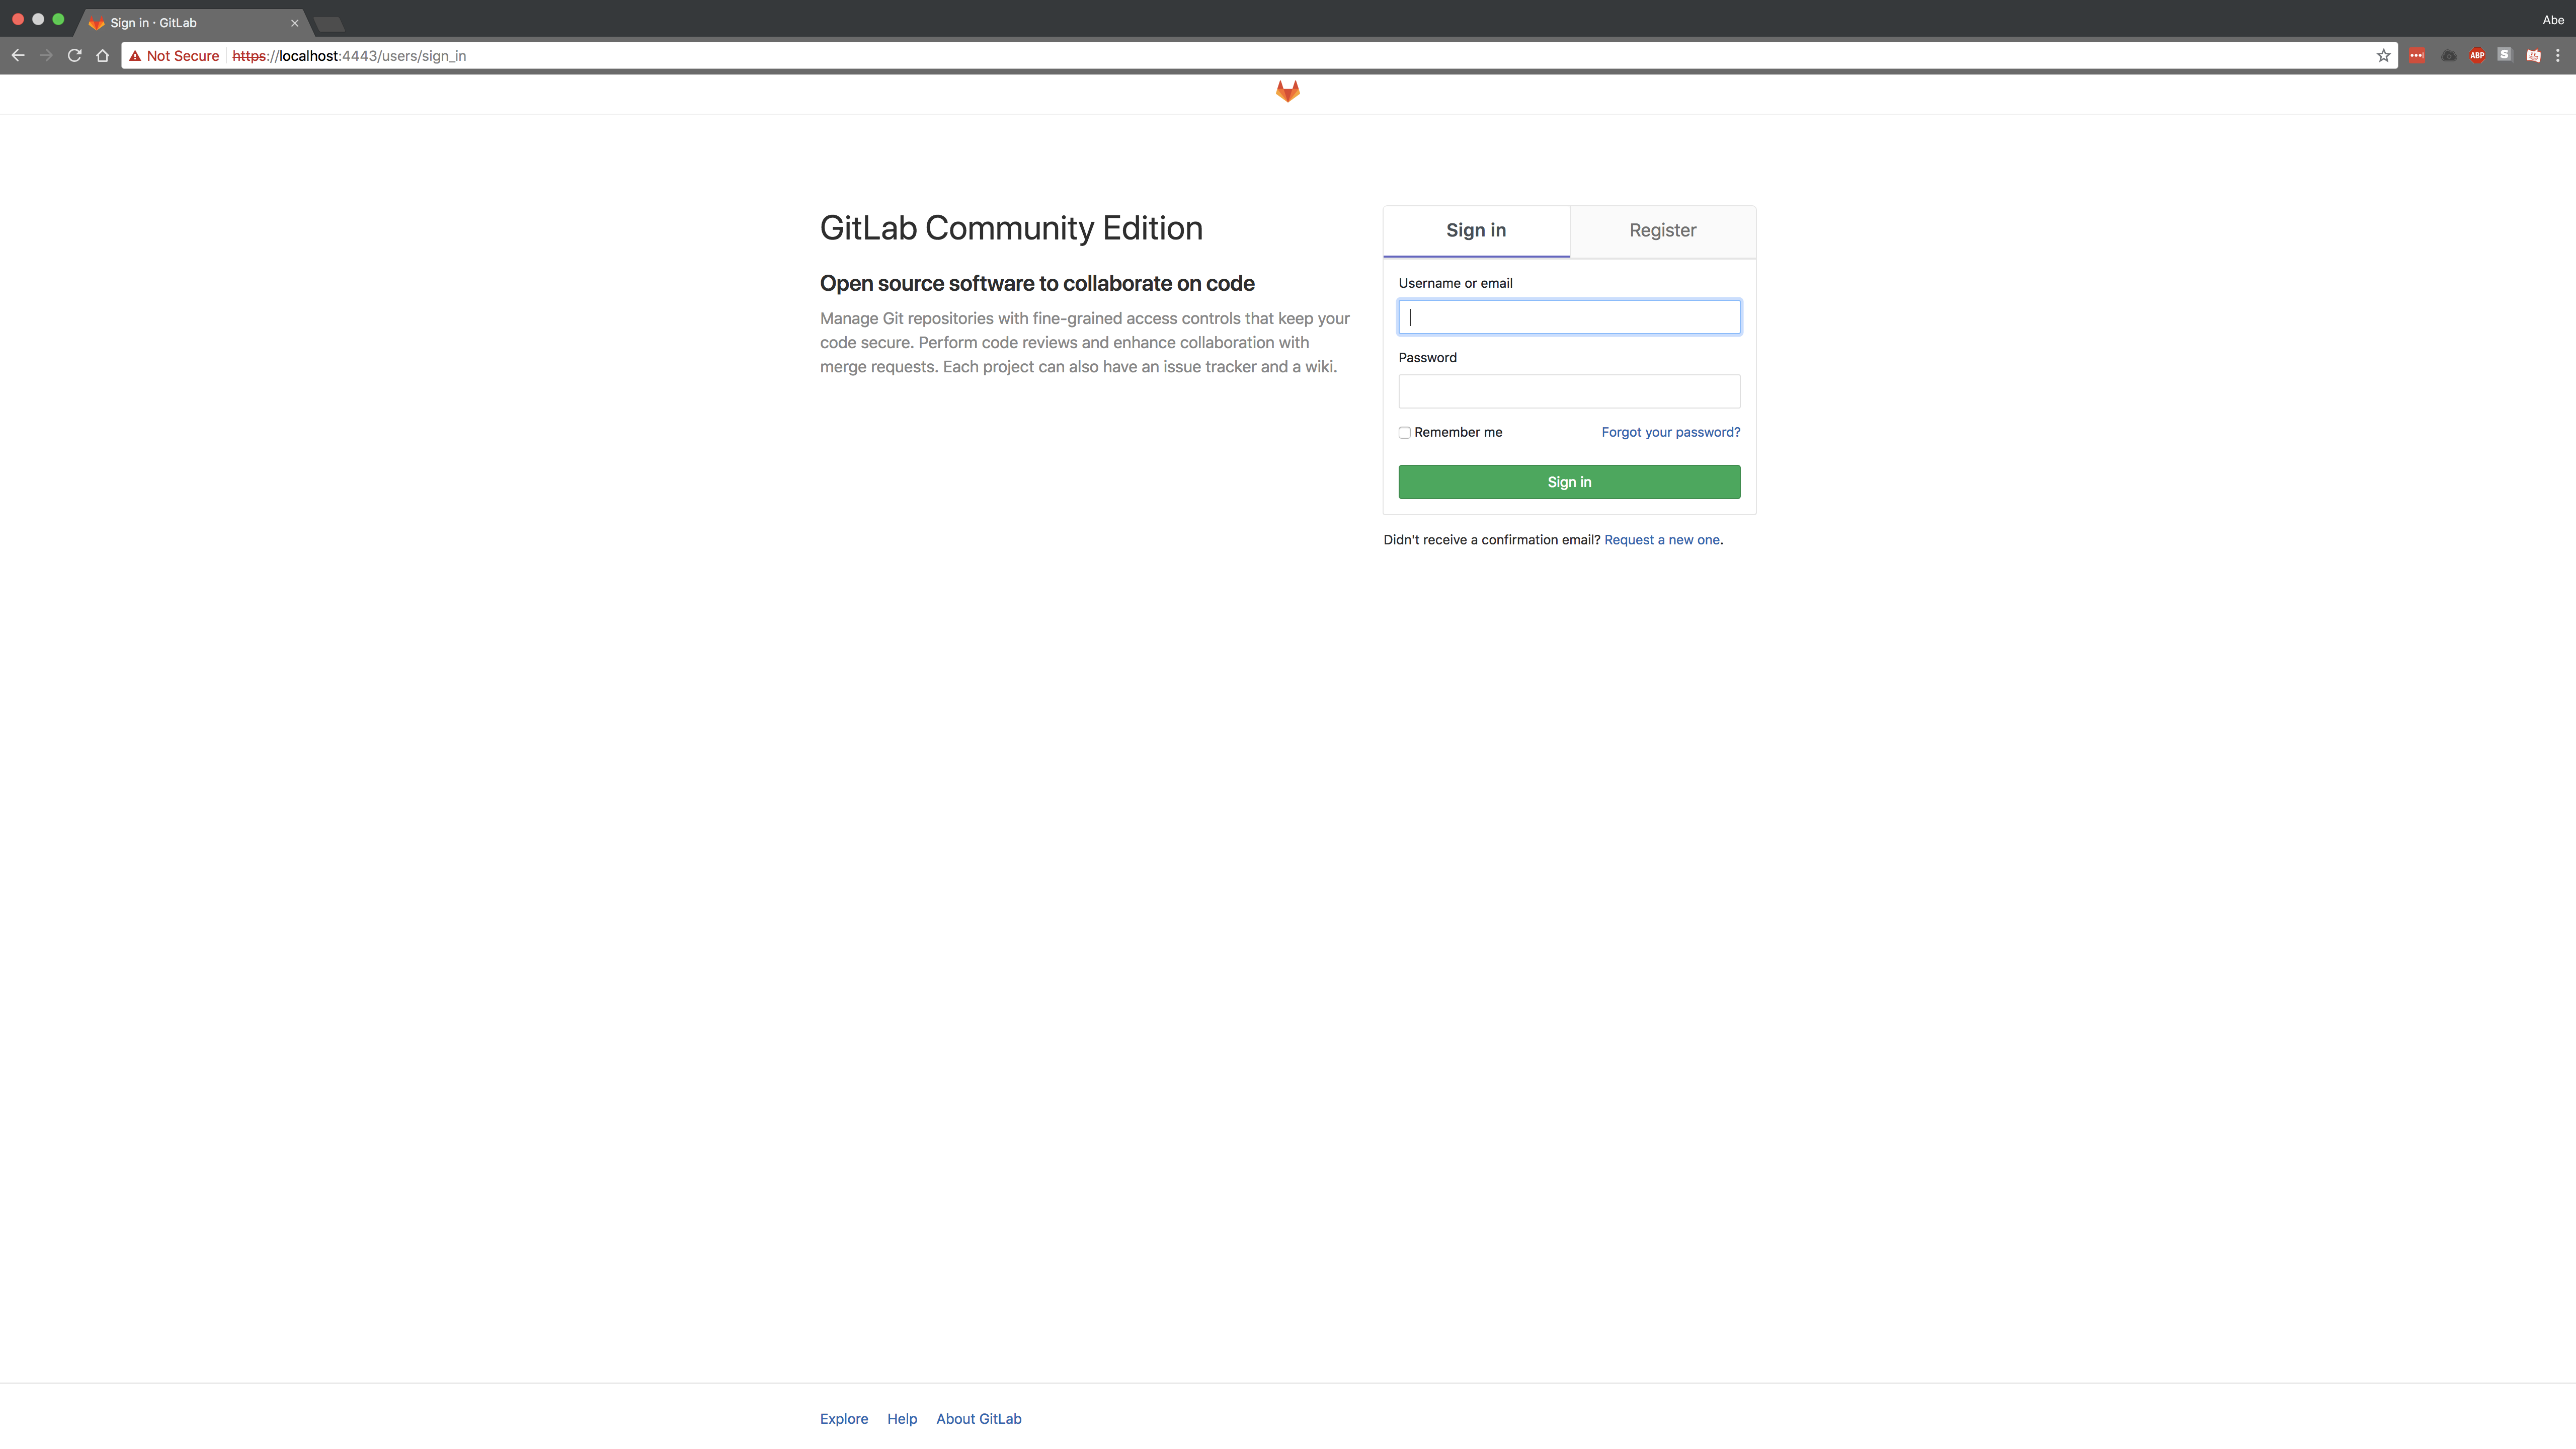 Sign in · GitLab
Abe
Not Secure https://localhost:4443/users/sign_in
ABP
S
GitLab Community Edition
Open source software to collaborate on code
Manage Git repositories with fine-grained access controls that keep your
code secure. Perform code reviews and enhance collaboration with
merge requests. Each project can also have an issue tracker and a wiki.
Sign in Register
Username or email
Password
Remember me Forgot your password?
Sign in
Didn't receive a confirmation email? Request a new one.
Explore Help About GitLab